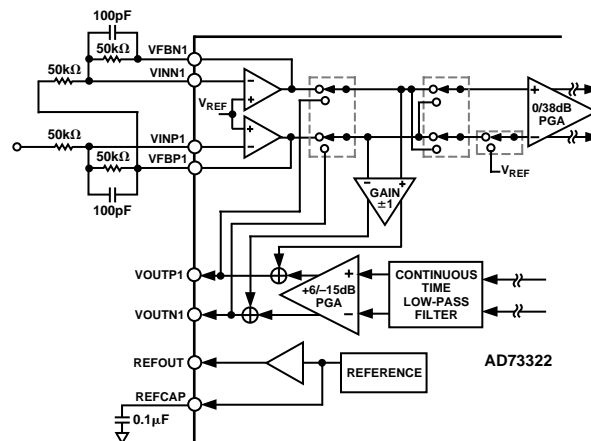 100pF
50kΩ
VFBN1
50kΩ
VINN1
VREF
50kΩ
VINP1
50kΩ
VFBP1
100pF
0/38dB
PGA
VREF
GAIN
±1
VOUTP1
+6/–15dB
PGA
CONTINUOUS
TIME
LOW-PASS
FILTER
VOUTN1
REFOUT
REFERENCE
AD73322
REFCAP
0.1µF